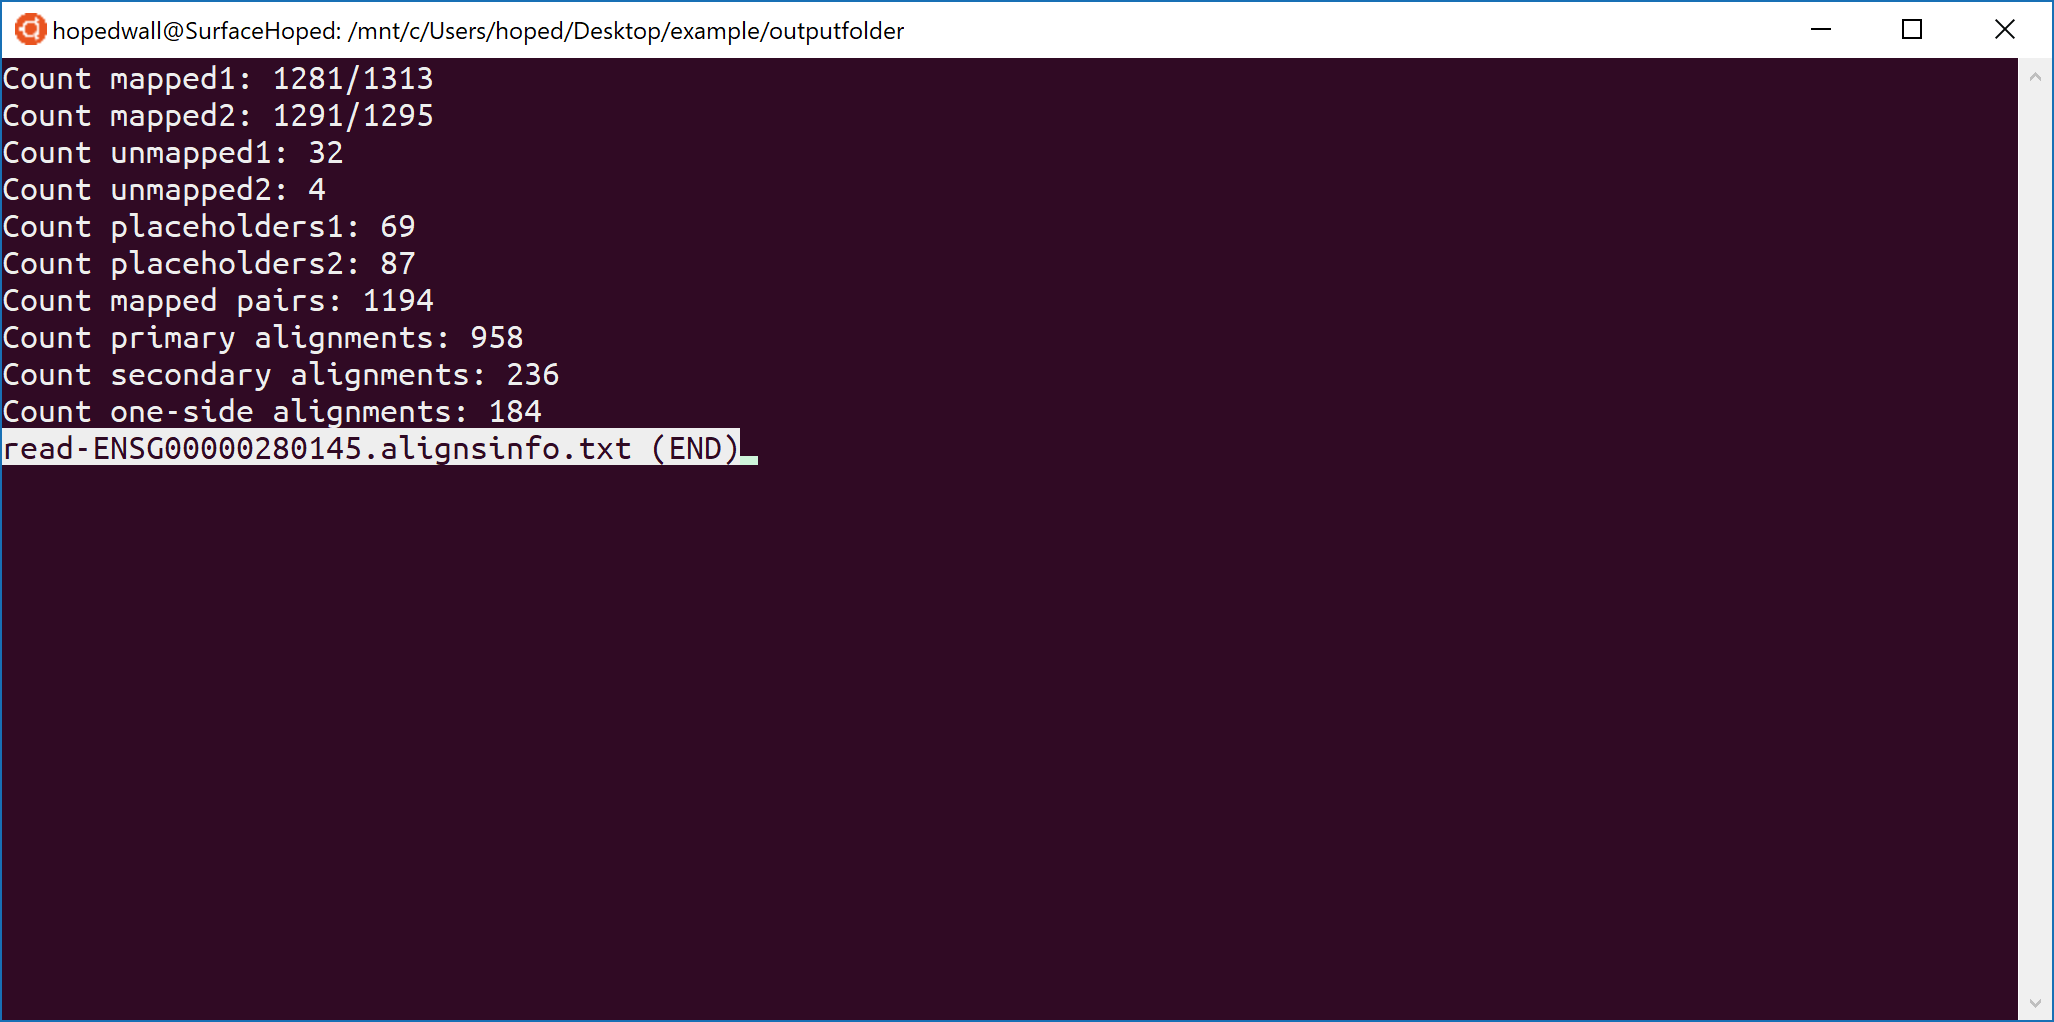 hopedwall@SurfaceHoped: /mnt/c/Users/hoped/Desktop/example/outputfolder
Count mapped1: 1281/1313
Count mapped2: 1291/1295
Count unmapped1: 32
Count unmapped2: 4
Count placeholders1: 69
Count placeholders2: 87
Count mapped pairs: 1194
Count primary alignments: 958
Count secondary alignments: 236
Count one-side alignments: 184
read-ENSG00000280145.alignsinfo.txt (END)